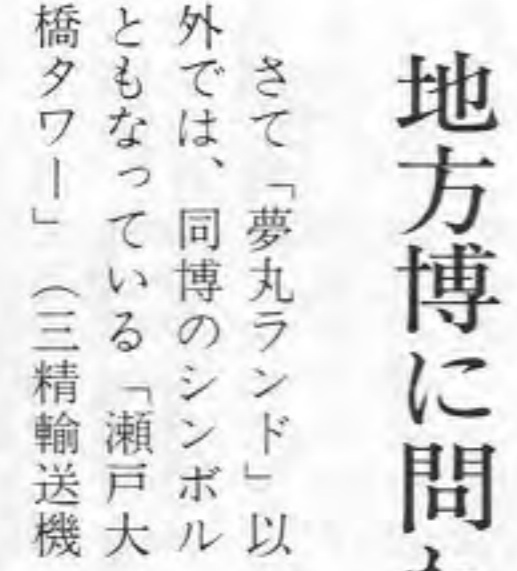 地方博に問
さて「夢丸ランド」以
外では、同博のシンボル
ともなっている「瀬戸大
橋タワー」（三精輸送機